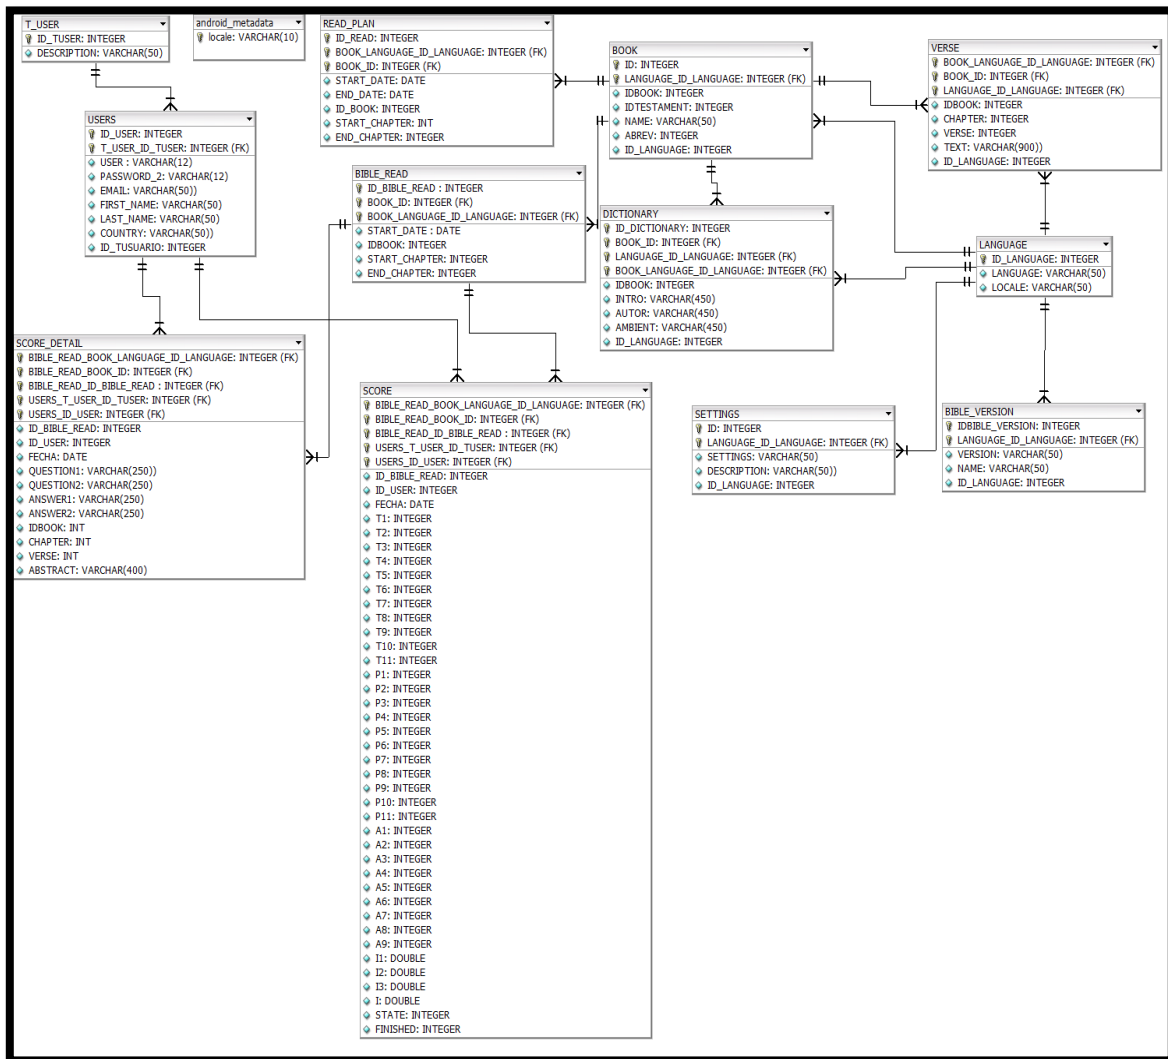 T_USER
ID_TUSER: INTEGER
DESCRIPTION: VARCHAR(50)
android_metadata
locale: VARCHAR(10)
READ_PLAN
ID_READ: INTEGER
BOOK_LANGUAGE_ID_LANGUAGE: INTEGER (FK)
BOOK_ID: INTEGER (FK)
START_DATE: DATE
END_DATE: DATE
ID_BOOK: INTEGER
START_CHAPTER: INT
END_CHAPTER: INTEGER
BOOK
ID: INTEGER
LANGUAGE_ID_LANGUAGE: INTEGER (FK)
IDBOOK: INTEGER
IDTESTAMENT: INTEGER
NAME: VARCHAR(50)
ABREV: INTEGER
ID_LANGUAGE: INTEGER
VERSE
BOOK_LANGUAGE_ID_LANGUAGE: INTEGER (FK)
BOOK_ID: INTEGER (FK)
LANGUAGE_ID_LANGUAGE: INTEGER (FK)
IDBOOK: INTEGER
CHAPTER: INTEGER
VERSE: INTEGER
TEXT: VARCHAR(900))
ID_LANGUAGE: INTEGER
USERS
ID_USER: INTEGER
T_USER_ID_TUSER: INTEGER (FK)
USER : VARCHAR(12)
PASSWORD_2: VARCHAR(12)
EMAIL: VARCHAR(50))
FIRST_NAME: VARCHAR(50)
LAST_NAME: VARCHAR(50)
COUNTRY: VARCHAR(50))
ID_TUSUARIO: INTEGER
BIBLE_READ
ID_BIBLE_READ : INTEGER
BOOK_ID: INTEGER (FK)
BOOK_LANGUAGE_ID_LANGUAGE: INTEGER (FK)
START_DATE : DATE
IDBOOK: INTEGER
START_CHAPTER: INTEGER
END_CHAPTER: INTEGER
DICTIONARY
ID_DICTIONARY: INTEGER
BOOK_ID: INTEGER (FK)
LANGUAGE_ID_LANGUAGE: INTEGER (FK)
BOOK_LANGUAGE_ID_LANGUAGE: INTEGER (FK)
IDBOOK: INTEGER
INTRO: VARCHAR(450)
AUTOR: VARCHAR(450)
AMBIENT: VARCHAR(450)
ID_LANGUAGE: INTEGER
LANGUAGE
ID_LANGUAGE: INTEGER
LANGUAGE: VARCHAR(50)
LOCALE: VARCHAR(50)
SCORE_DETAIL
BIBLE_READ_BOOK_LANGUAGE_ID_LANGUAGE: INTEGER (FK)
BIBLE_READ_BOOK_ID: INTEGER (FK)
BIBLE_READ_ID_BIBLE_READ : INTEGER (FK)
USERS_T_USER_ID_TUSER: INTEGER (FK)
USERS_ID_USER: INTEGER (FK)
ID_BIBLE_READ: INTEGER
ID_USER: INTEGER
FECHA: DATE
QUESTION1: VARCHAR(250))
QUESTION2: VARCHAR(250)
ANSWER1: VARCHAR(250)
ANSWER2: VARCHAR(250)
IDBOOK: INT
CHAPTER: INT
VERSE: INT
ABSTRACT: VARCHAR(400)
SCORE
BIBLE_READ_BOOK_LANGUAGE_ID_LANGUAGE: INTEGER (FK)
BIBLE_READ_BOOK_ID: INTEGER (FK)
BIBLE_READ_ID_BIBLE_READ : INTEGER (FK)
USERS_T_USER_ID_TUSER: INTEGER (FK)
USERS_ID_USER: INTEGER (FK)
ID_BIBLE_READ: INTEGER
ID_USER: INTEGER
FECHA: DATE
T1: INTEGER
T2: INTEGER
T3: INTEGER
T4: INTEGER
T5: INTEGER
T6: INTEGER
T7: INTEGER
T8: INTEGER
T9: INTEGER
T10: INTEGER
T11: INTEGER
P1: INTEGER
P2: INTEGER
P3: INTEGER
P4: INTEGER
P5: INTEGER
P6: INTEGER
P7: INTEGER
P8: INTEGER
P9: INTEGER
P10: INTEGER
P11: INTEGER
A1: INTEGER
A2: INTEGER
A3: INTEGER
A4: INTEGER
A5: INTEGER
A6: INTEGER
A7: INTEGER
A8: INTEGER
A9: INTEGER
I1: DOUBLE
I2: DOUBLE
I3: DOUBLE
I: DOUBLE
STATE: INTEGER
FINISHED: INTEGER
SETTINGS
ID: INTEGER
LANGUAGE_ID_LANGUAGE: INTEGER (FK)
SETTINGS: VARCHAR(50)
DESCRIPTION: VARCHAR(50))
ID_LANGUAGE: INTEGER
BIBLE_VERSION
IDBIBLE_VERSION: INTEGER
LANGUAGE_ID_LANGUAGE: INTEGER (FK)
VERSION: VARCHAR(50)
NAME: VARCHAR(50)
ID_LANGUAGE: INTEGER